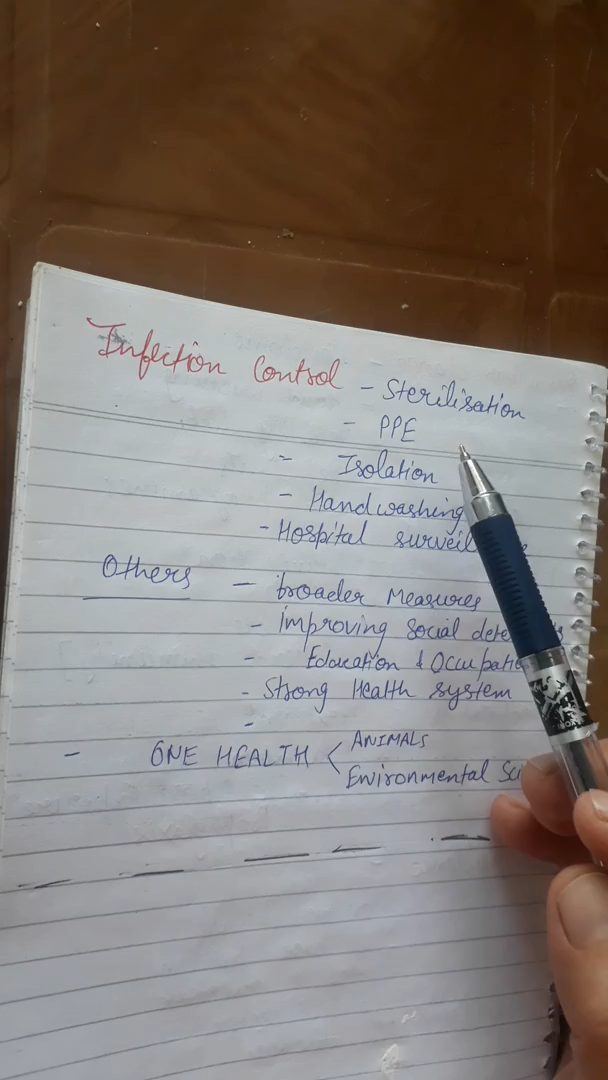 Infection Control - Sterilisation
- PPE
= Isolation
- Handwashing
- Hospital
Others - broader Measures
- improving social
- Education & 
- Strong Health system
-
- ONE HEALTH < ANIMALS
Environmental